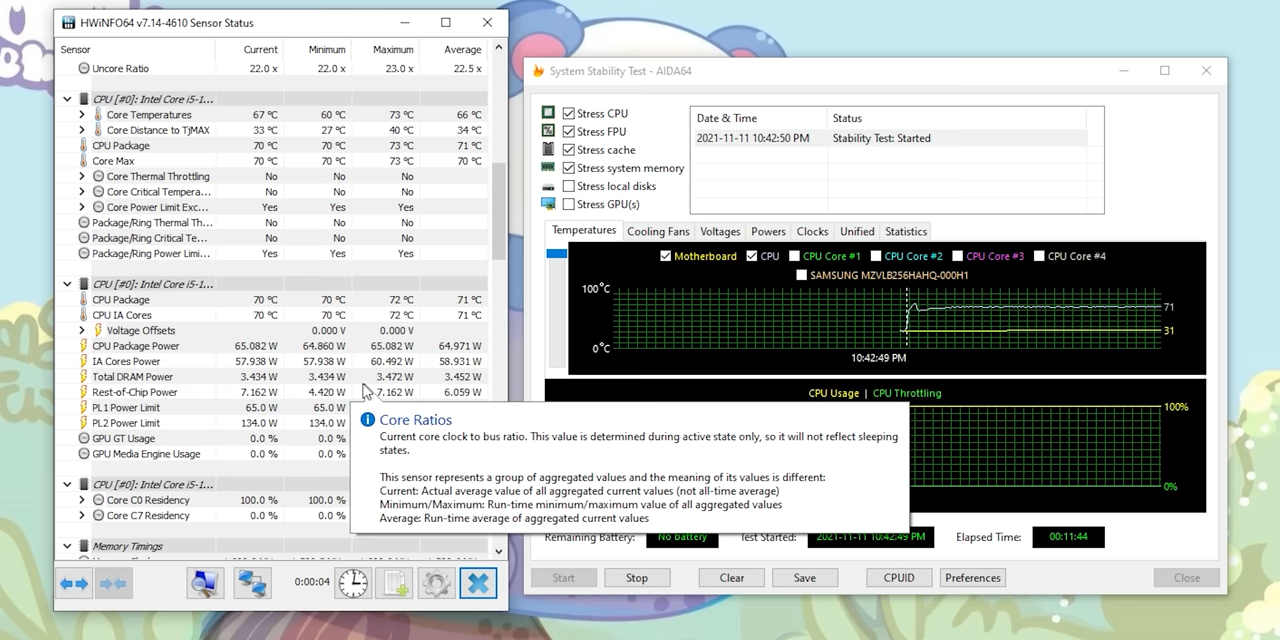 HWiNFO64 v7.14-4610 Sensor Status
Sensor Current Minimum Maximum Average
Uncore Ratio 22.0 x 22.0 x 23.0 x 22.5 x
CPU [#0]: Intel Core i5-1...
Core Temperatures 67 °C 60 °C 73 °C 66 °C
Core Distance to TjMAX 33 °C 27 °C 40 °C 34 °C
CPU Package 70 °C 70 °C 73 °C 71 °C
Core Max 70 °C 70 °C 73 °C 70 °C
Core Thermal Throttling No No No
Core Critical Tempera... No No No
Core Power Limit Exc... Yes Yes Yes
Package/Ring Thermal Th... No No No
Package/Ring Critical Te... No No No
Package/Ring Power Limi... Yes Yes Yes
CPU [#0]: Intel Core i5-1...
CPU Package 70 °C 70 °C 72 °C 71 °C
CPU IA Cores 70 °C 70 °C 72 °C 71 °C
Voltage Offsets 0.000 V 0.000 V
CPU Package Power 65.082 W 64.860 W 65.082 W 64.971 W
IA Cores Power 57.938 W 57.938 W 60.492 W 58.931 W
Total DRAM Power 3.434 W 3.434 W 3.472 W 3.452 W
Rest-of-Chip Power 7.162 W 4.420 W 7.162 W 6.059 W
PL1 Power Limit 65.0 W 65.0 W
PL2 Power Limit 134.0 W 134.0 W
GPU GT Usage 0.0 % 0.0 %
GPU Media Engine Usage 0.0 % 0.0 %
CPU [#0]: Intel Core i5-1...
Core C0 Residency 100.0 % 100.0 %
Core C7 Residency 0.0 % 0.0 %
Memory Timings
0:00:04
Core Ratios
Current core clock to bus ratio. This value is determined during active state only, so it will not reflect sleeping
states.
This sensor represents a group of aggregated values and the meaning of its values is different:
Current: Actual average value of all aggregated current values (not all-time average)
Minimum/Maximum: Run-time minimum/maximum value of all aggregated values
Average: Run-time average of aggregated current values
System Stability Test - AIDA64
Stress CPU
Stress FPU
Stress cache
Stress system memory
Stress local disks
Stress GPU(s)
Date & Time Status
2021-11-11 10:42:50 PM Stability Test: Started
Temperatures Cooling Fans Voltages Powers Clocks Unified Statistics
Motherboard CPU CPU Core #1 CPU Core #2 CPU Core #3 CPU Core #4
SAMSUNG MZVLB256HAHQ-000H1
100°C
71
31
0°C
10:42:49 PM
CPU Usage | CPU Throttling
100%
0%
Remaining Battery: No battery Test Started: 2021-11-11 10:42:49 PM Elapsed Time: 00:11:44
Start Stop Clear Save CPUID Preferences Close